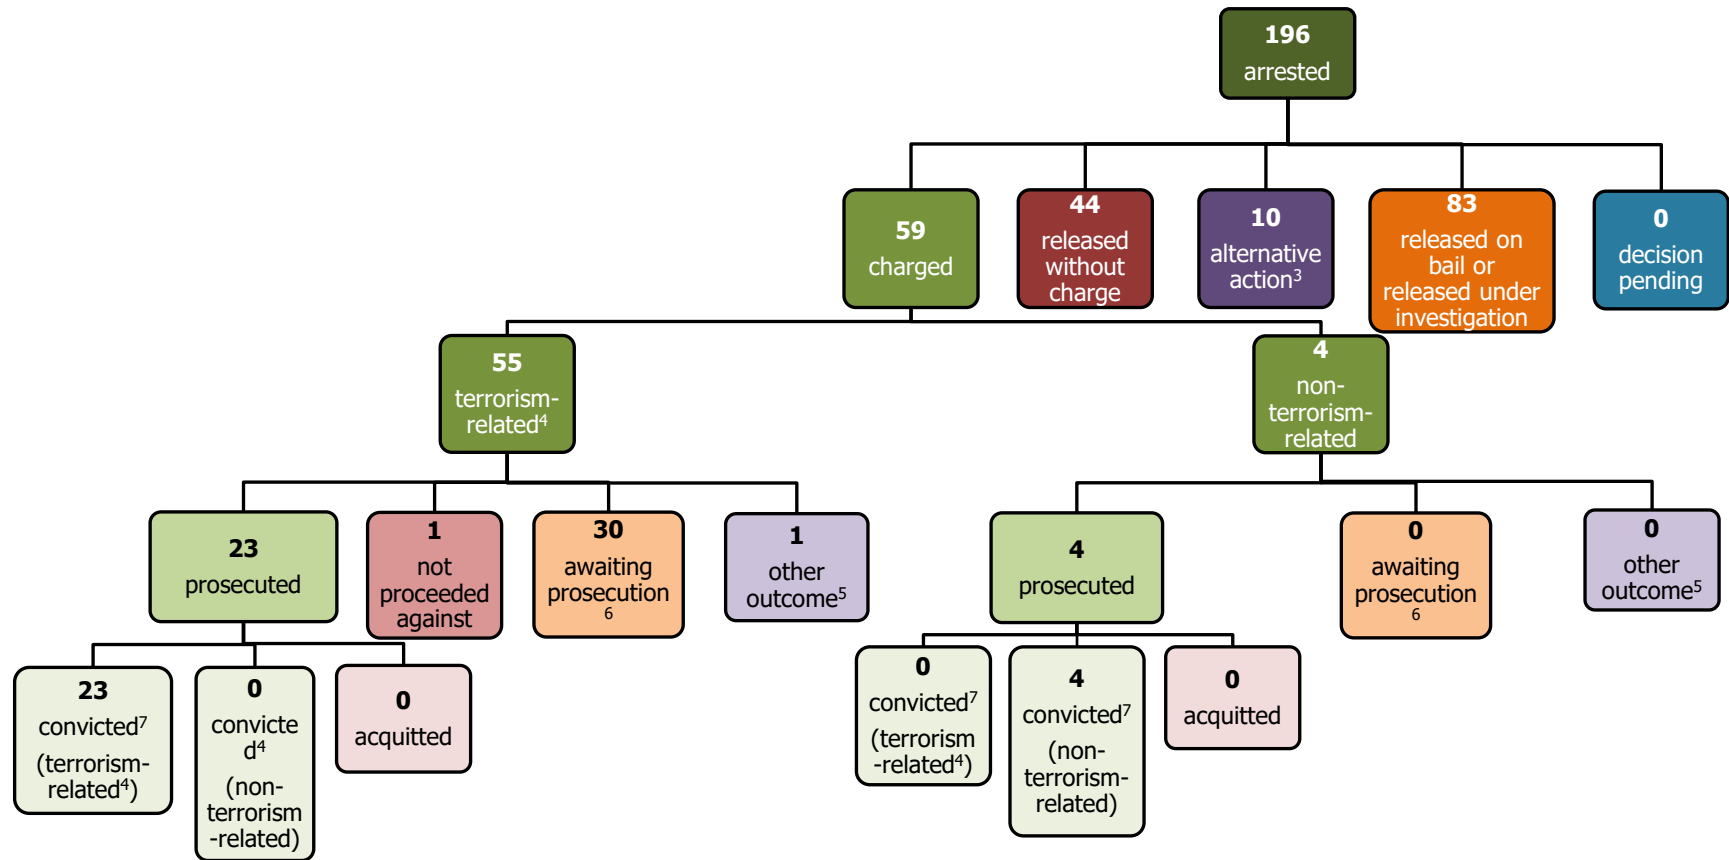 196
arrested
59
charged
44
released
without
charge
10
alternative
action³
83
released on
bail or
released under
investigation
0
decision
pending
55
terrorism-
related⁴
4
non-
terrorism-
related
23
prosecuted
1
not
proceeded
against
30
awaiting
prosecution
6
1
other
outcome⁵
4
prosecuted
0
awaiting
prosecution
6
0
other
outcome⁵
23
convicted⁷
(terrorism-
related⁴)
0
convicte
d⁴
(non-
terrorism
-related)
0
acquitted
0
convicted⁷
(terrorism
-related⁴)
4
convicted⁷
(non-
terrorism-
related)
0
acquitted